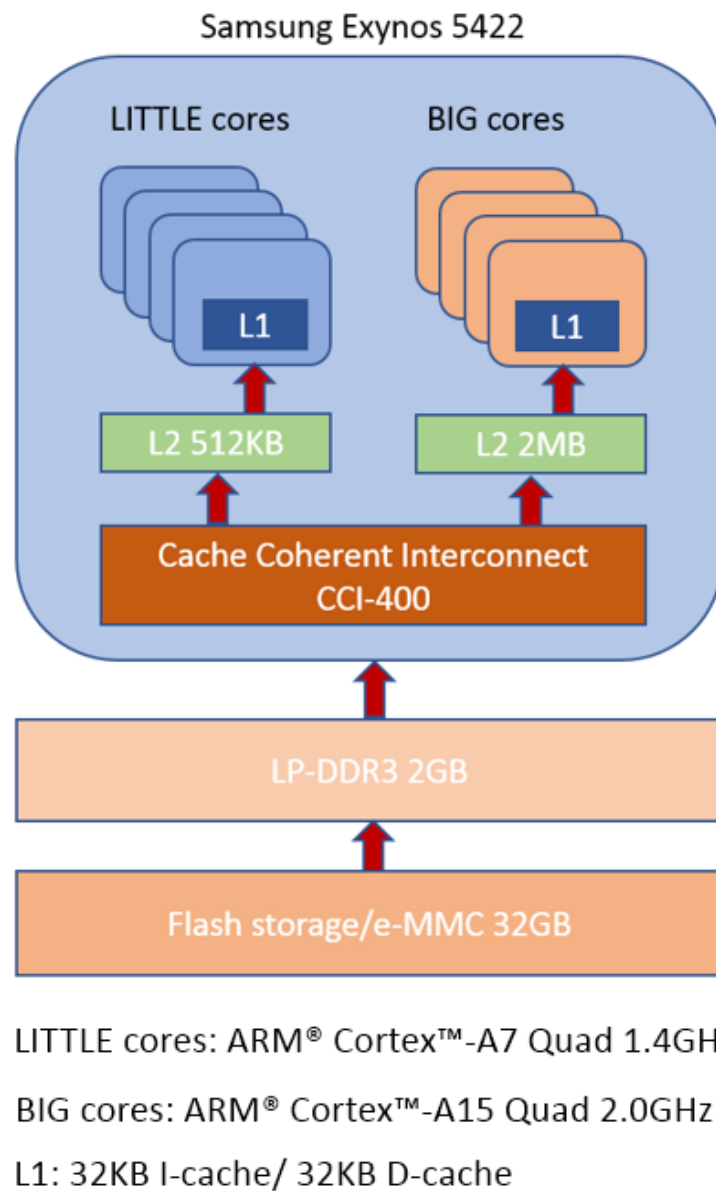 Samsung Exynos 5422
LITTLE cores
BIG cores
L1
L1
L2 512KB
L2 2MB
Cache Coherent Interconnect
CCI-400
LP-DDR3 2GB
Flash storage/e-MMC 32GB
LITTLE cores: ARM® Cortex™-A7 Quad 1.4GH
BIG cores: ARM® Cortex™-A15 Quad 2.0GHz
L1: 32KB I-cache/ 32KB D-cache